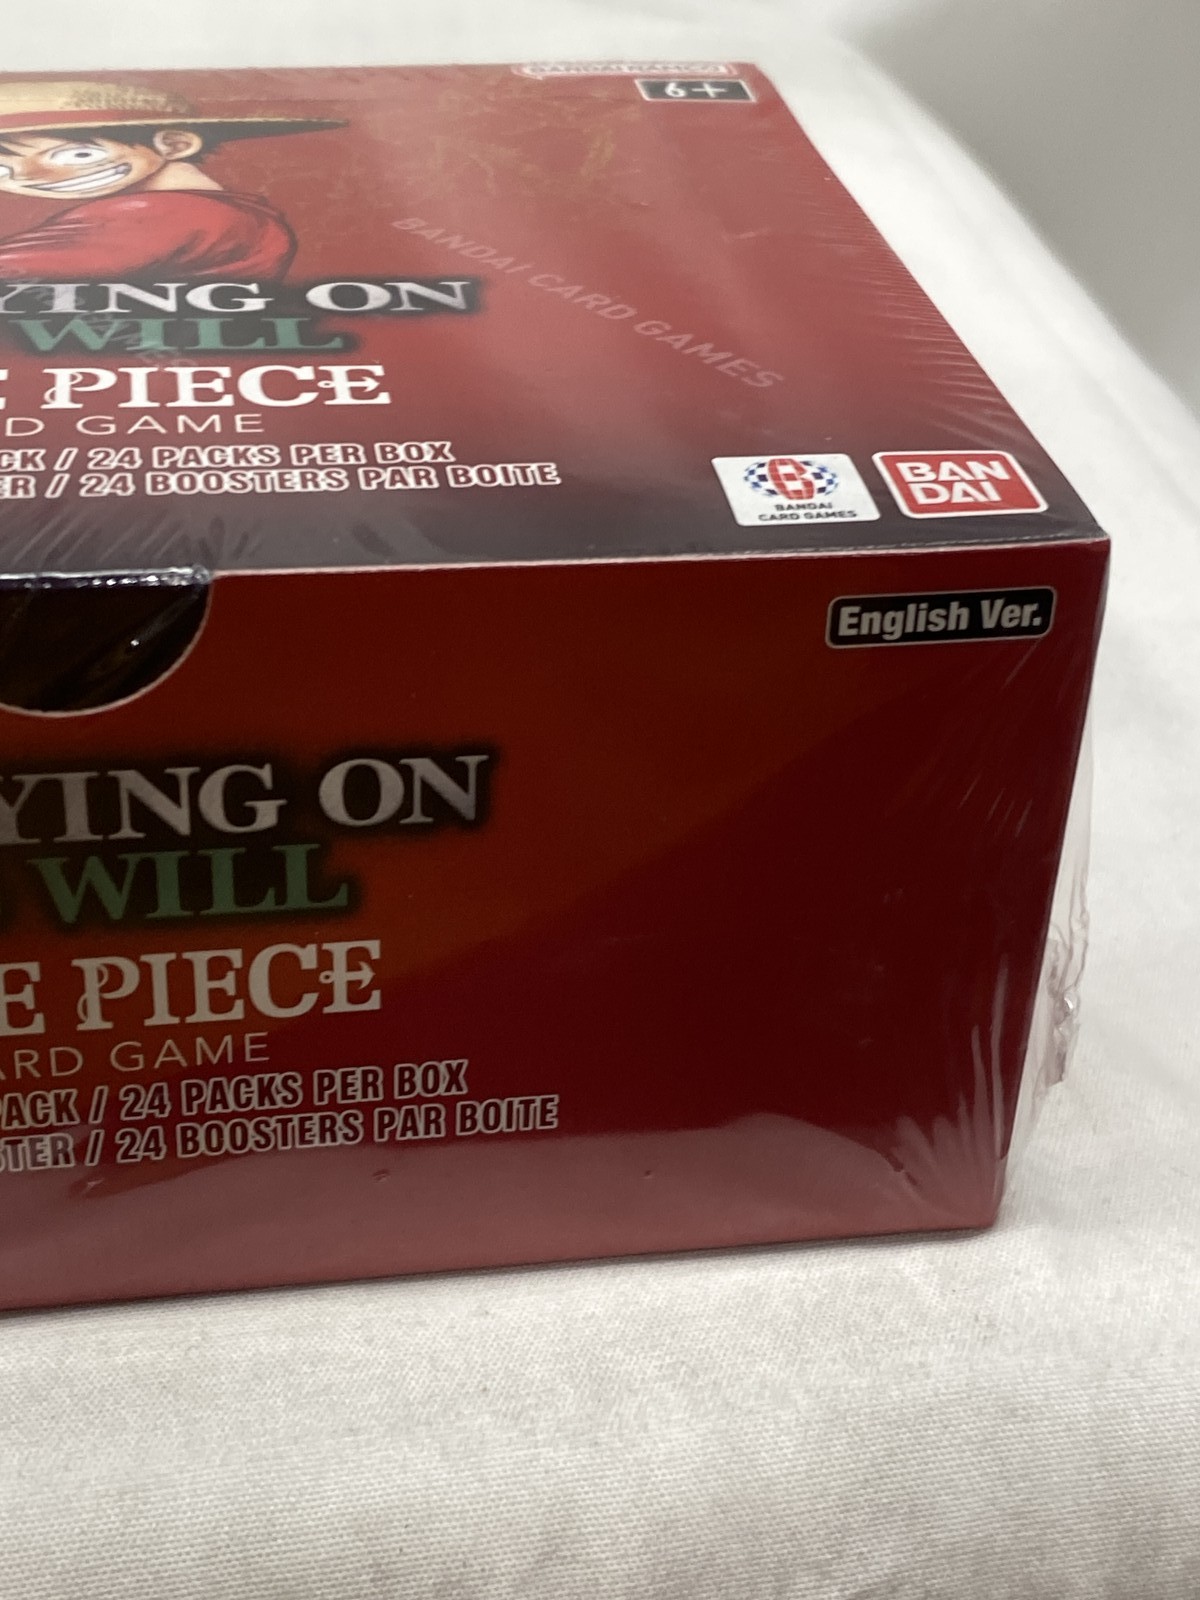 BANDAI NAMCO
6+
BANDAI CARD GAMES
YING ON
WILL
E PIECE
D GAME
CK / 24 PACKS PER BOX
ER / 24 BOOSTERS PAR BOITE
BANDAI
CARD GAMES
BAN
DAI
English Ver.
YING ON
WILL
E PIECE
ARD GAME
PACK / 24 PACKS PER BOX
STER / 24 BOOSTERS PAR BOITE